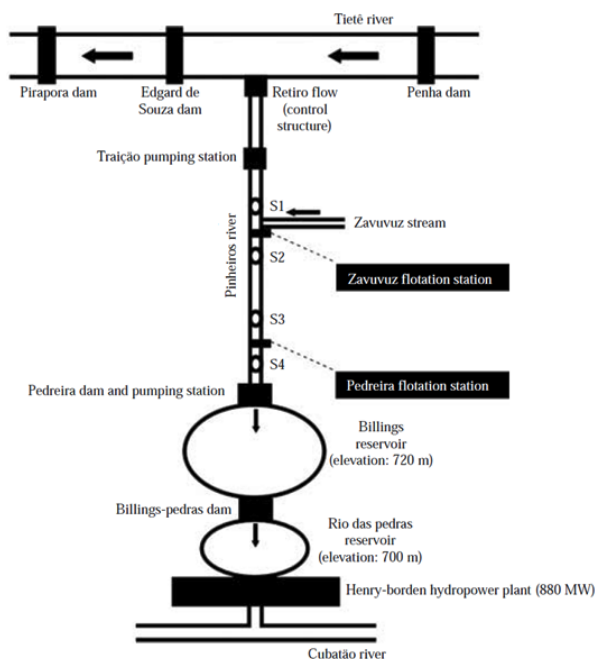 Tietê river
Pirapora dam
Edgard de
Souza dam
Retiro flow
(control
structure)
Penha dam
Traição pumping station
S1
Zavuvuz stream
Pinheiros river
S2
Zavuvuz flotation station
S3
S4
Pedreira flotation station
Pedreira dam and pumping station
Billings
reservoir
(elevation: 720 m)
Billings-pedras dam
Rio das pedras
reservoir
(elevation: 700 m)
Henry-borden hydropower plant (880 MW)
Cubatão river